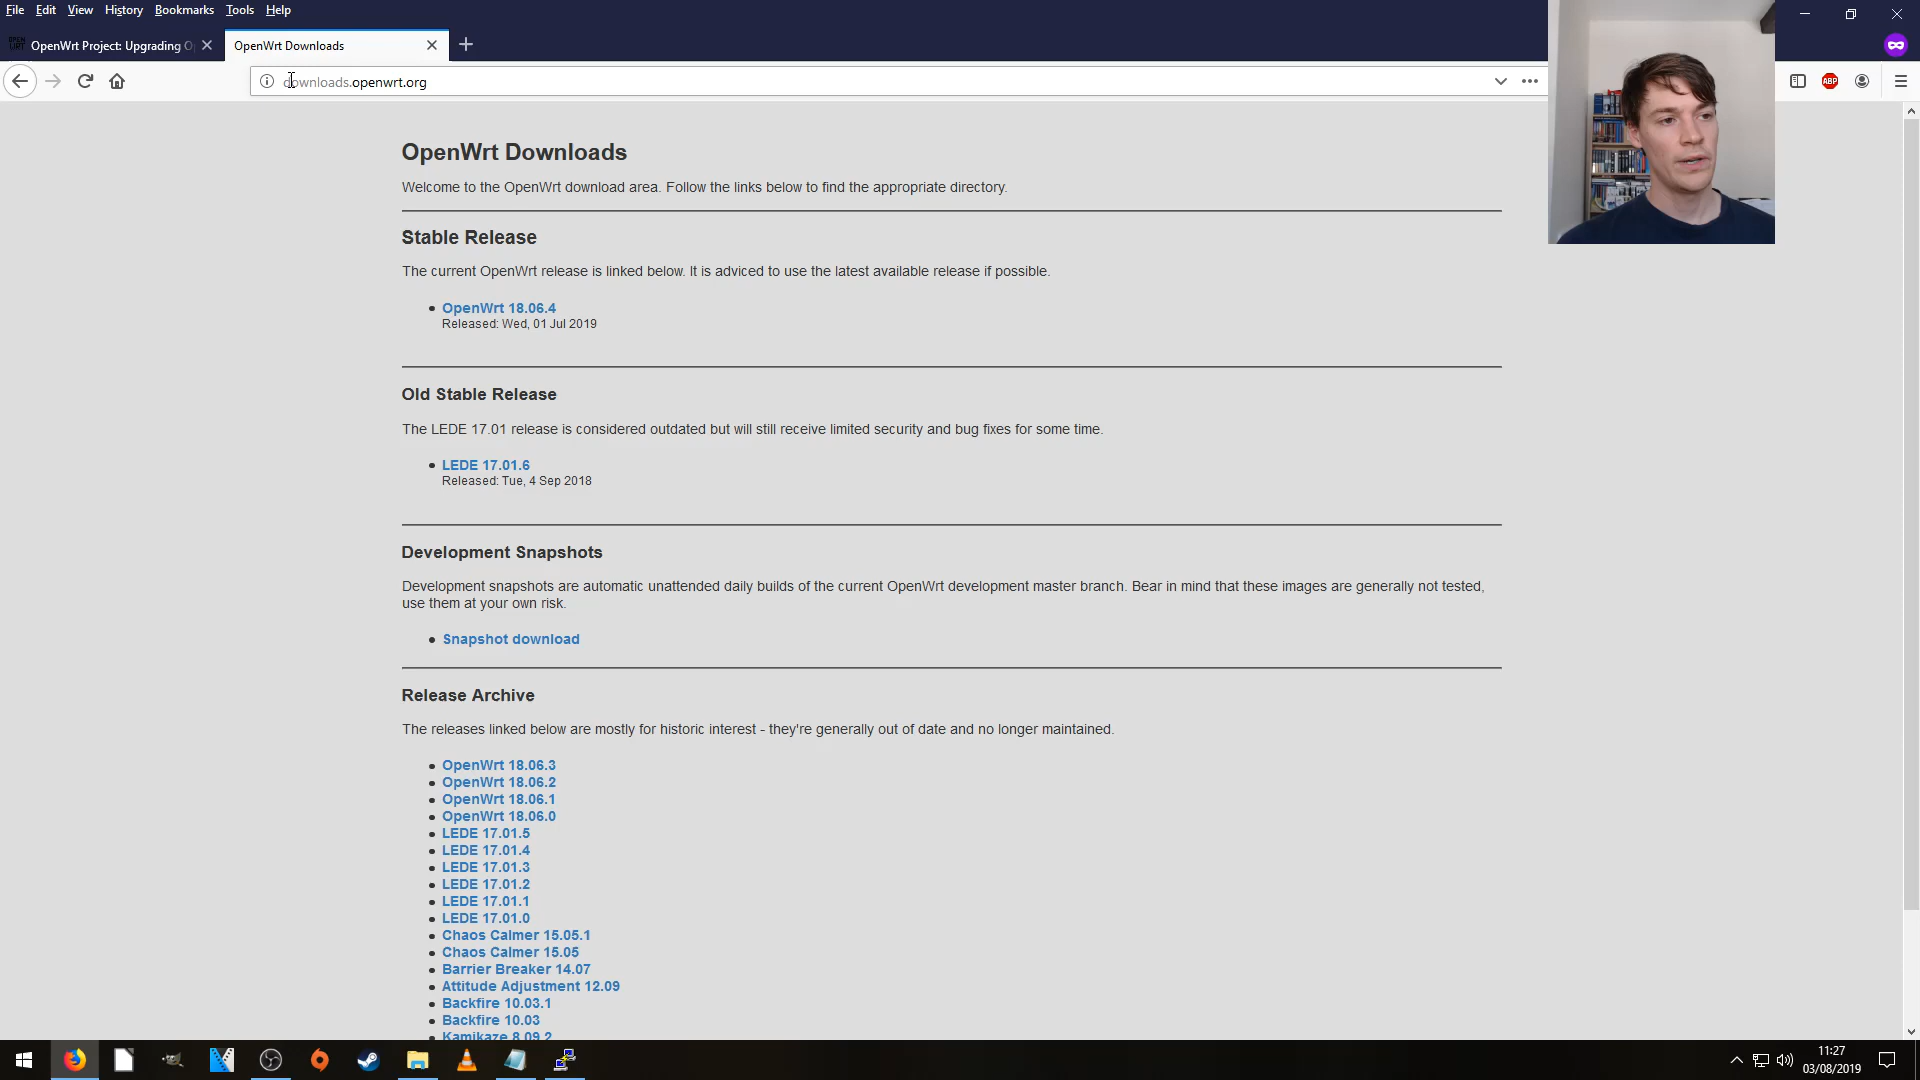 File Edit View History Bookmarks Tools Help
OpenWrt Project: Upgrading O
OpenWrt Downloads
downloads.openwrt.org
ABP
OpenWrt Downloads
Welcome to the OpenWrt download area. Follow the links below to find the appropriate directory.
Stable Release
The current OpenWrt release is linked below. It is adviced to use the latest available release if possible.
OpenWrt 18.06.4
Released: Wed, 01 Jul 2019
Old Stable Release
The LEDE 17.01 release is considered outdated but will still receive limited security and bug fixes for some time.
LEDE 17.01.6
Released: Tue, 4 Sep 2018
Development Snapshots
Development snapshots are automatic unattended daily builds of the current OpenWrt development master branch. Bear in mind that these images are generally not tested,
use them at your own risk.
Snapshot download
Release Archive
The releases linked below are mostly for historic interest - they're generally out of date and no longer maintained.
OpenWrt 18.06.3
OpenWrt 18.06.2
OpenWrt 18.06.1
OpenWrt 18.06.0
LEDE 17.01.5
LEDE 17.01.4
LEDE 17.01.3
LEDE 17.01.2
LEDE 17.01.1
LEDE 17.01.0
Chaos Calmer 15.05.1
Chaos Calmer 15.05
Barrier Breaker 14.07
Attitude Adjustment 12.09
Backfire 10.03.1
Backfire 10.03
Kamikaze 8.09.2
11:27
03/08/2019